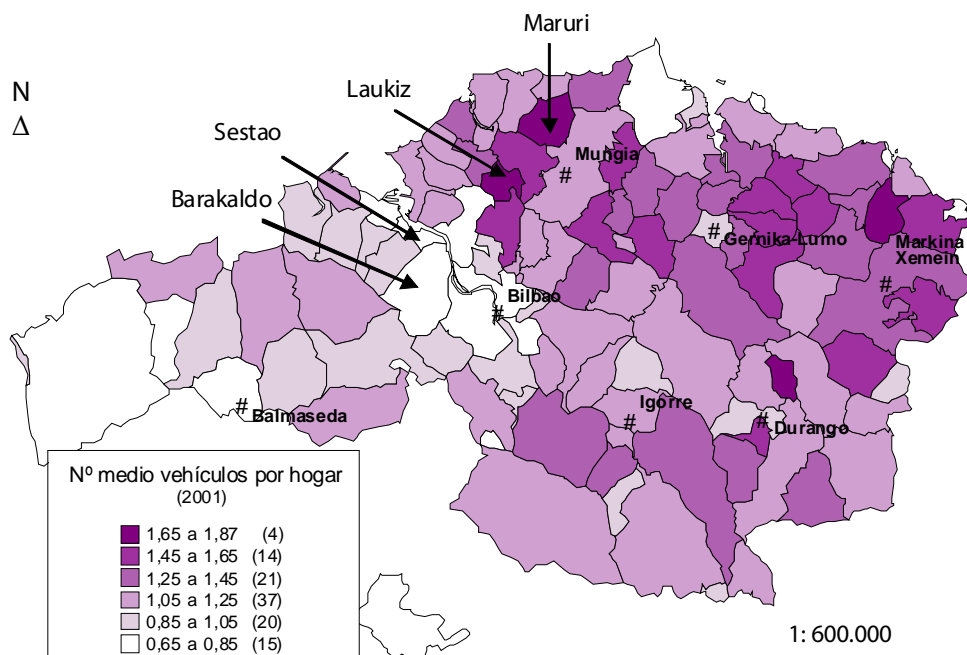 Maruri
N
Δ
Laukiz
Sestao
Mungia
#
Barakaldo
#
Gernika-Lumo
Markina
Xemein
#
Bilbao
#
#
Balmaseda
Igorre
#
#
Durango
Nº medio vehículos por hogar
(2001)
1,65 a 1,87 (4)
1,45 a 1,65 (14)
1,25 a 1,45 (21)
1,05 a 1,25 (37)
0,85 a 1,05 (20)
0,65 a 0,85 (15)
1: 600.000